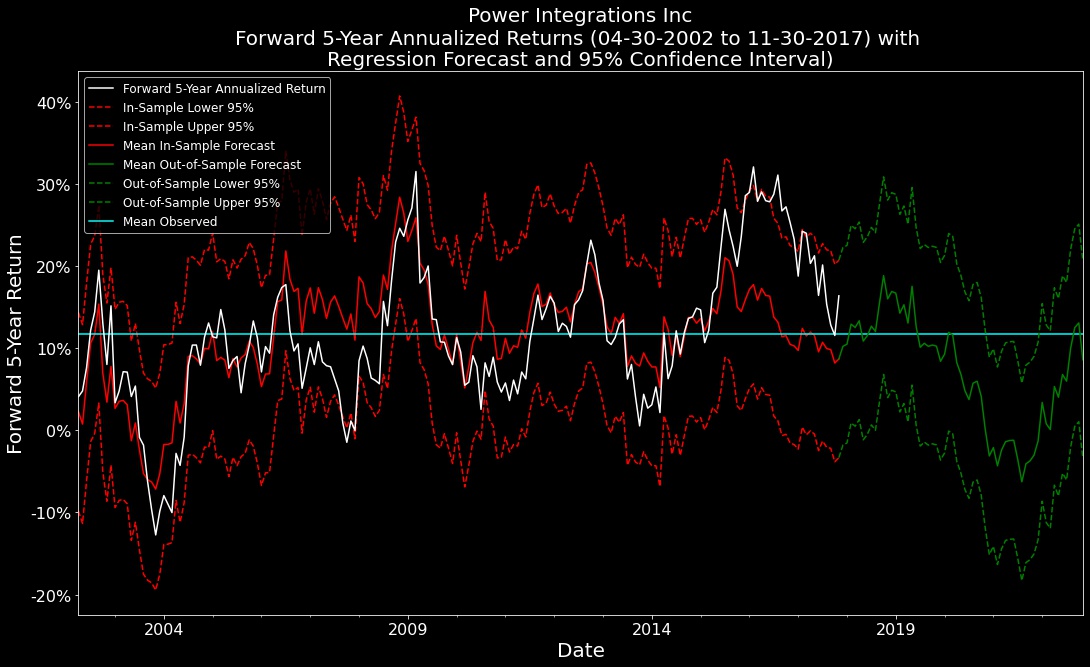 Power Integrations Inc
Forward 5-Year Annualized Returns (04-30-2002 to 11-30-2017) with
Regression Forecast and 95% Confidence Interval)
Forward 5-Year Annualized Return
In-Sample Lower 95%
In-Sample Upper 95%
Mean In-Sample Forecast
Mean Out-of-Sample Forecast
Out-of-Sample Lower 95%
Out-of-Sample Upper 95%
Mean Observed
Forward 5-Year Return
40%
30%
20%
10%
0%
-10%
-20%
2004
2009
2014
2019
Date